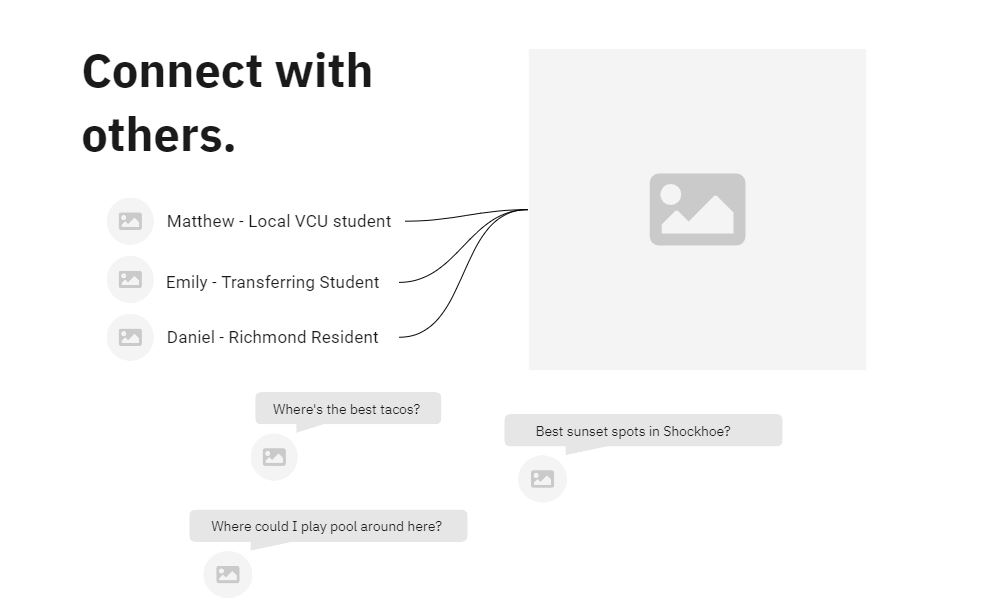 Connect with
others.
Matthew - Local VCU student
Emily - Transferring Student
Daniel - Richmond Resident
Where's the best tacos?
Best sunset spots in Shockhoe?
Where could I play pool around here?